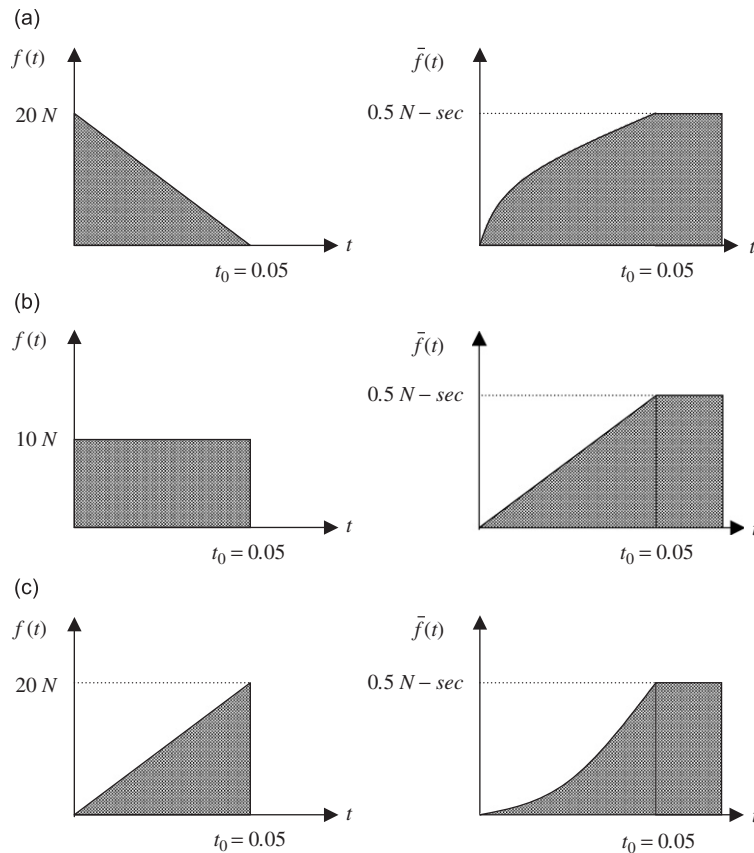 (a)
f(t)
f̄(t)
20 N
0.5 N − sec
t
t
t₀ = 0.05
t₀ = 0.05
(b)
f(t)
f̄(t)
10 N
0.5 N − sec
t
t
t₀ = 0.05
t₀ = 0.05
(c)
f(t)
f̄(t)
20 N
0.5 N − sec
t
t
t₀ = 0.05
t₀ = 0.05